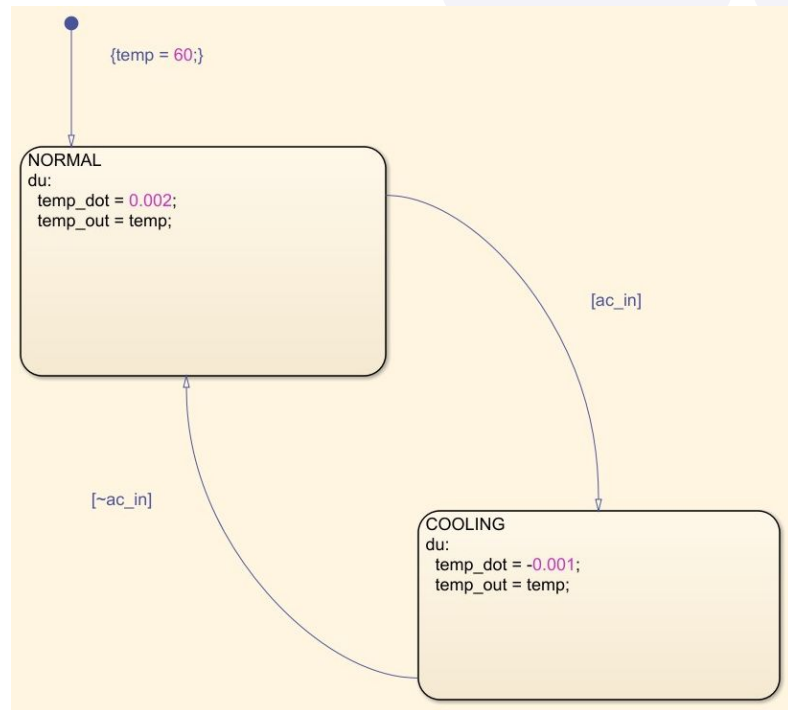 {temp = 60;}
NORMAL
du:
temp_dot = 0.002;
temp_out = temp;
[ac_in]
[~ac_in]
COOLING
du:
temp_dot = -0.001;
temp_out = temp;